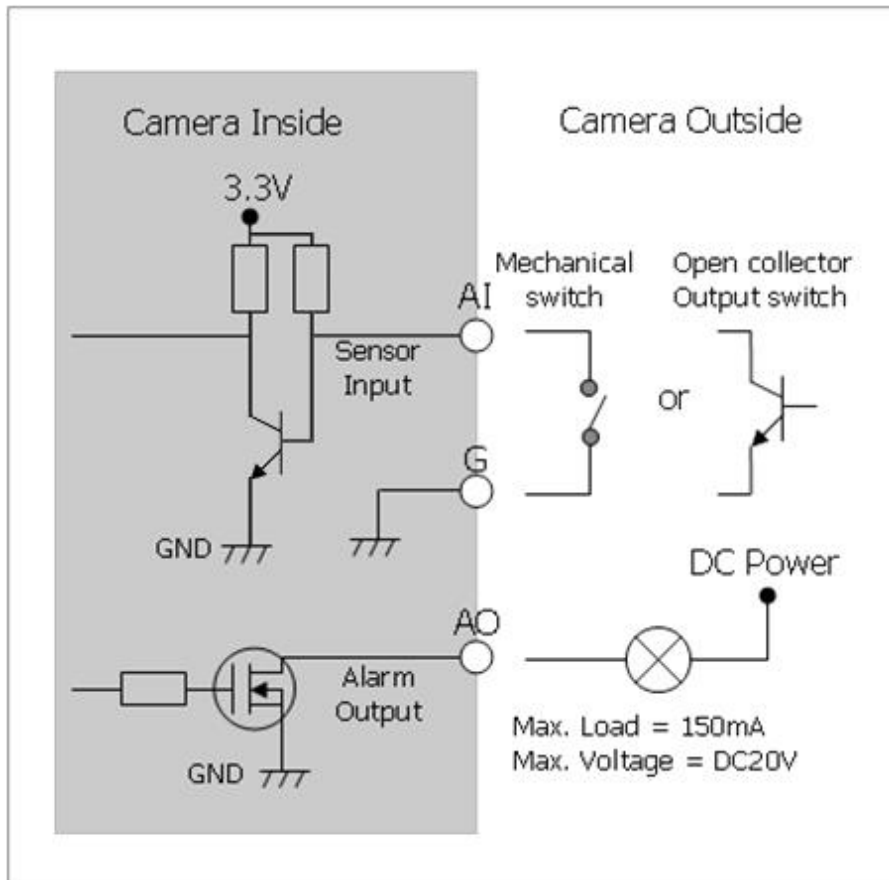 Camera Inside
Camera Outside
3.3V
AI
Mechanical
switch
Open collector
Output switch
Sensor
Input
or
G
GND
DC Power
AO
Alarm
Output
GND
Max. Load = 150mA
Max. Voltage = DC20V